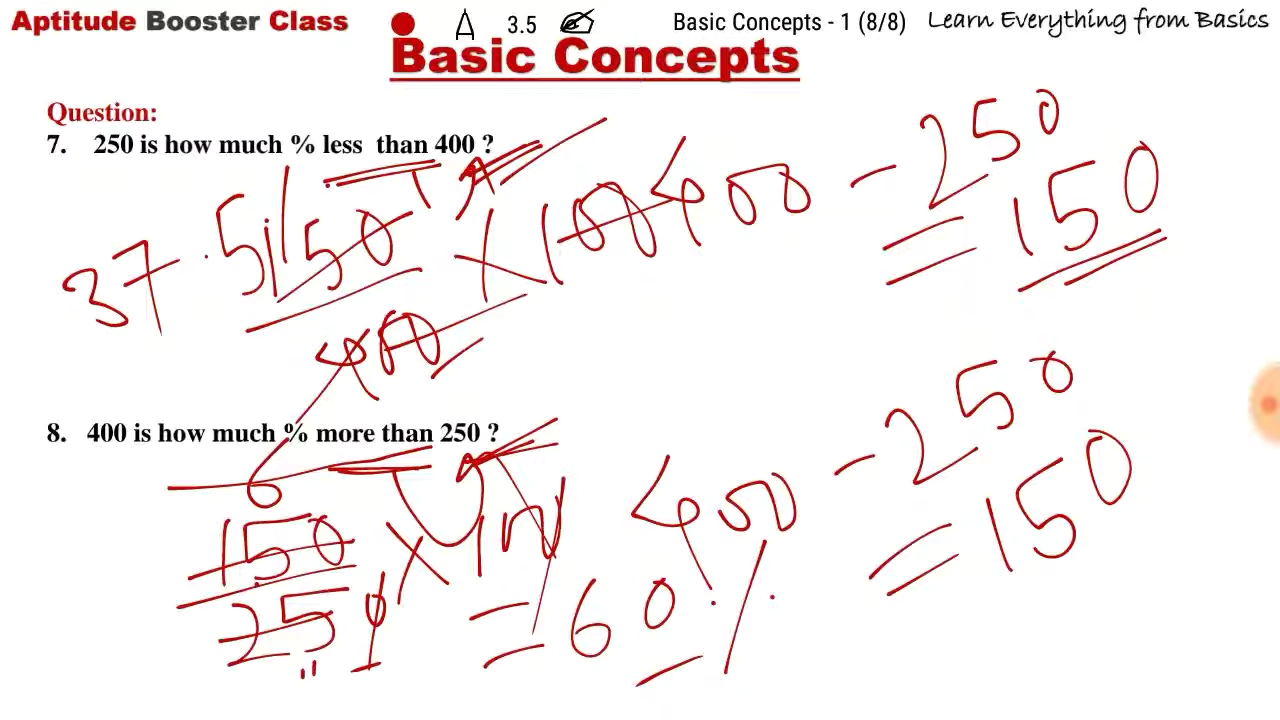 Aptitude Booster Class 3.5 Basic Concepts - 1 (8/8) Learn Everything from Basics
Basic Concepts
Question:
7. 250 is how much % less than 400 ?
400 - 250
= 150
37.5
150 × 100
400
8. 400 is how much % more than 250 ?
400 - 250
= 150
6
150 × 100
250
= 60 %